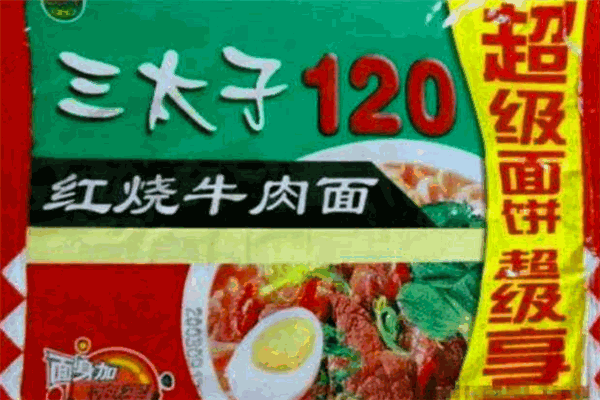 三太子120
红烧牛肉面
超级面饼 超级享
面身加